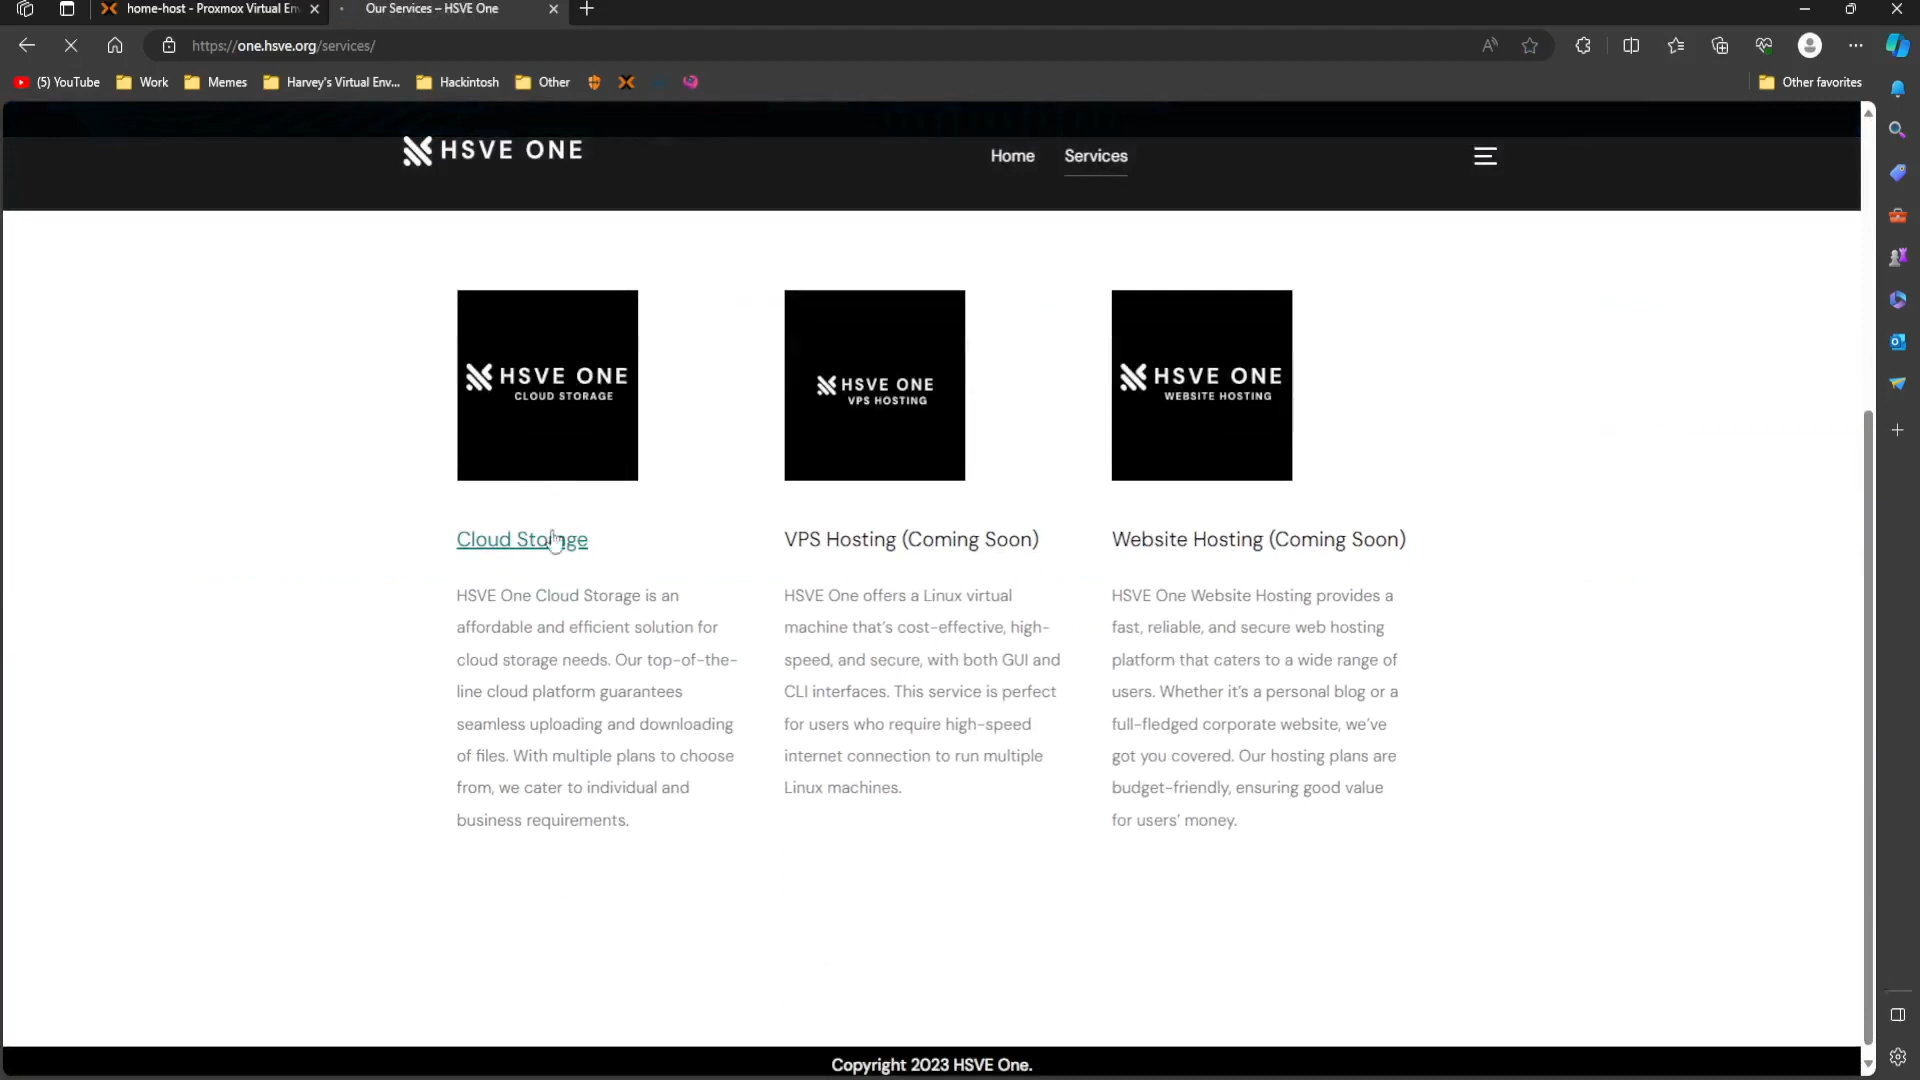 home-host - Proxmox Virtual En
Our Services – HSVE One
https://one.hsve.org/services/
(5) YouTube
Work
Memes
Harvey's Virtual Env...
Hackintosh
Other
Other favorites
HSVE ONE
Home
Services
HSVE ONE
CLOUD STORAGE
HSVE ONE
VPS HOSTING
HSVE ONE
WEBSITE HOSTING
Cloud Storage
HSVE One Cloud Storage is an
affordable and efficient solution for
cloud storage needs. Our top-of-the-
line cloud platform guarantees
seamless uploading and downloading
of files. With multiple plans to choose
from, we cater to individual and
business requirements.
VPS Hosting (Coming Soon)
HSVE One offers a Linux virtual
machine that's cost-effective, high-
speed, and secure, with both GUI and
CLI interfaces. This service is perfect
for users who require high-speed
internet connection to run multiple
Linux machines.
Website Hosting (Coming Soon)
HSVE One Website Hosting provides a
fast, reliable, and secure web hosting
platform that caters to a wide range of
users. Whether it's a personal blog or a
full-fledged corporate website, we've
got you covered. Our hosting plans are
budget-friendly, ensuring good value
for users' money.
Copyright 2023 HSVE One.